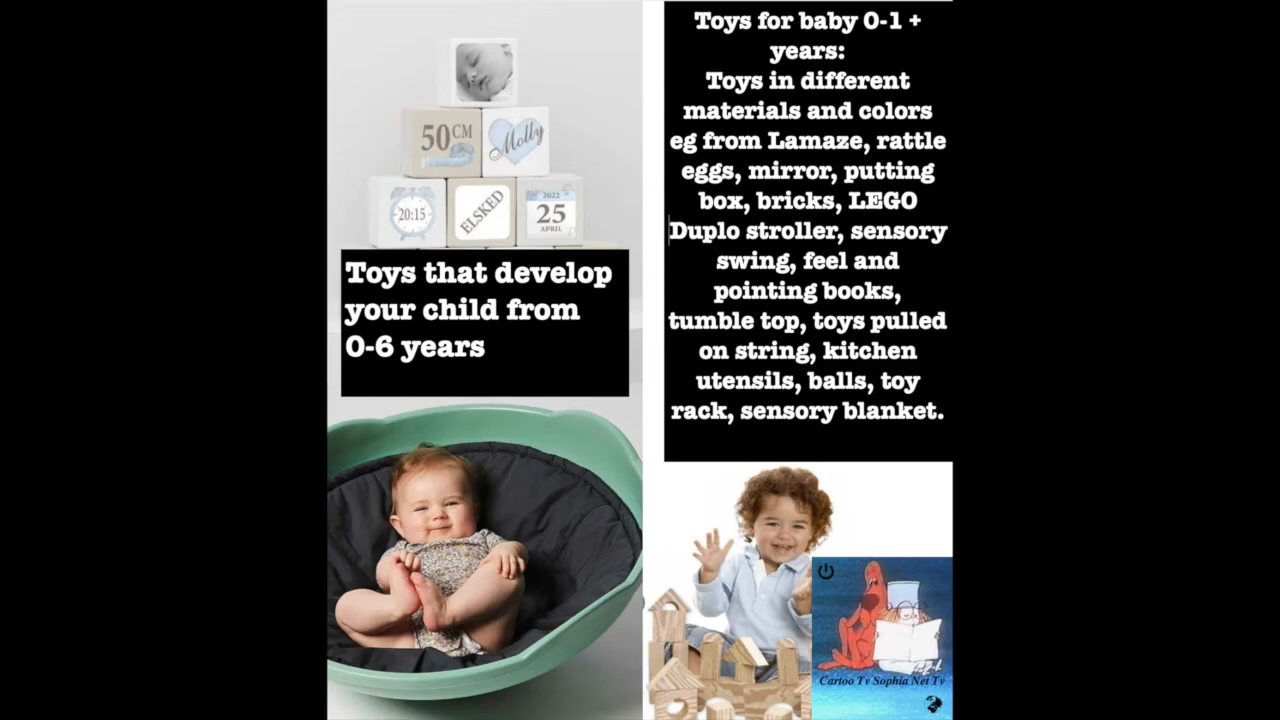 50CM
Molly
20:15
ELSKED
2022
25
APRIL
Toys that develop
your child from
0-6 years
Toys for baby 0-1 +
years:
Toys in different
materials and colors
eg from Lamaze, rattle
eggs, mirror, putting
box, bricks, LEGO
Duplo stroller, sensory
swing, feel and
pointing books,
tumble top, toys pulled
on string, kitchen
utensils, balls, toy
rack, sensory blanket.
Cartoo Tv Sophia Net Tv